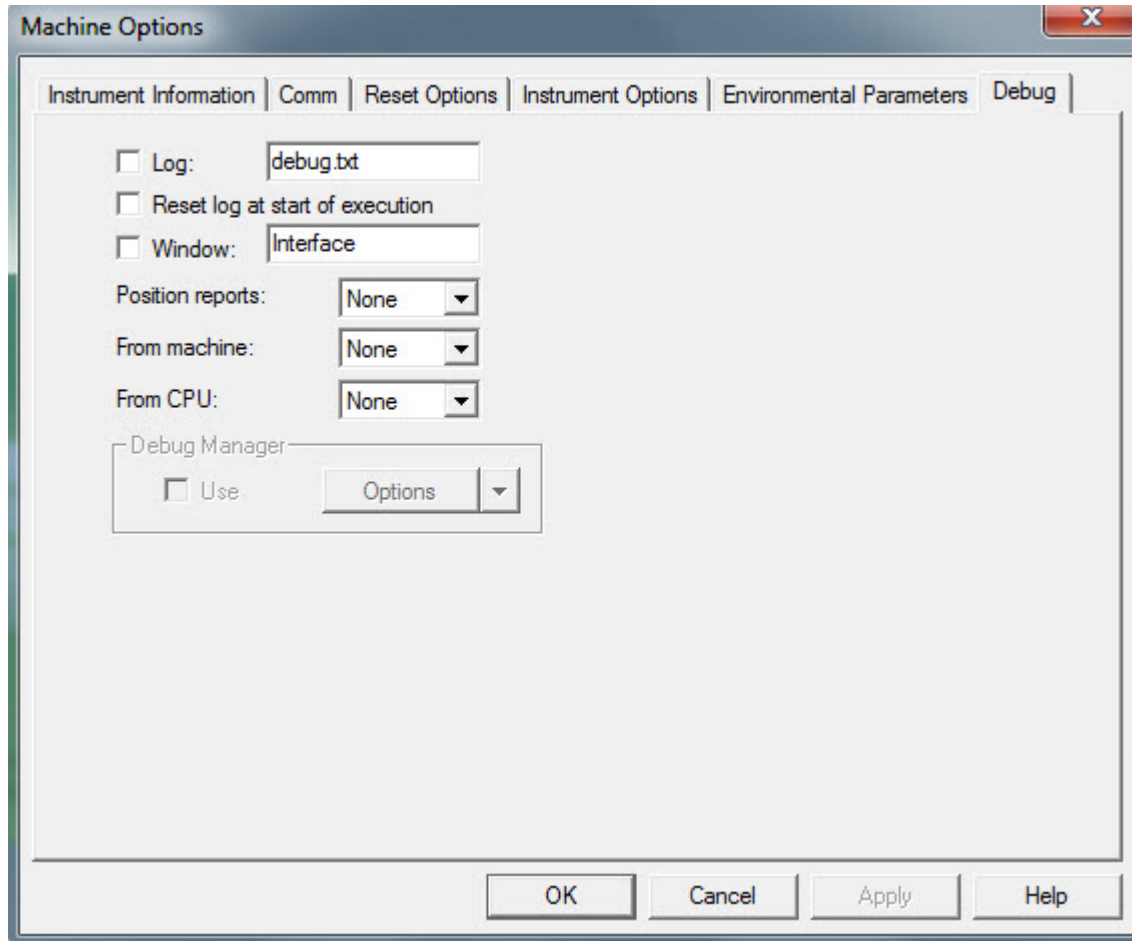 Machine Options
x
Instrument Information Comm Reset Options Instrument Options Environmental Parameters Debug
Log: debug.txt
Reset log at start of execution
Window: Interface
Position reports: None
From machine: None
From CPU: None
Debug Manager
Use Options
OK Cancel Apply Help